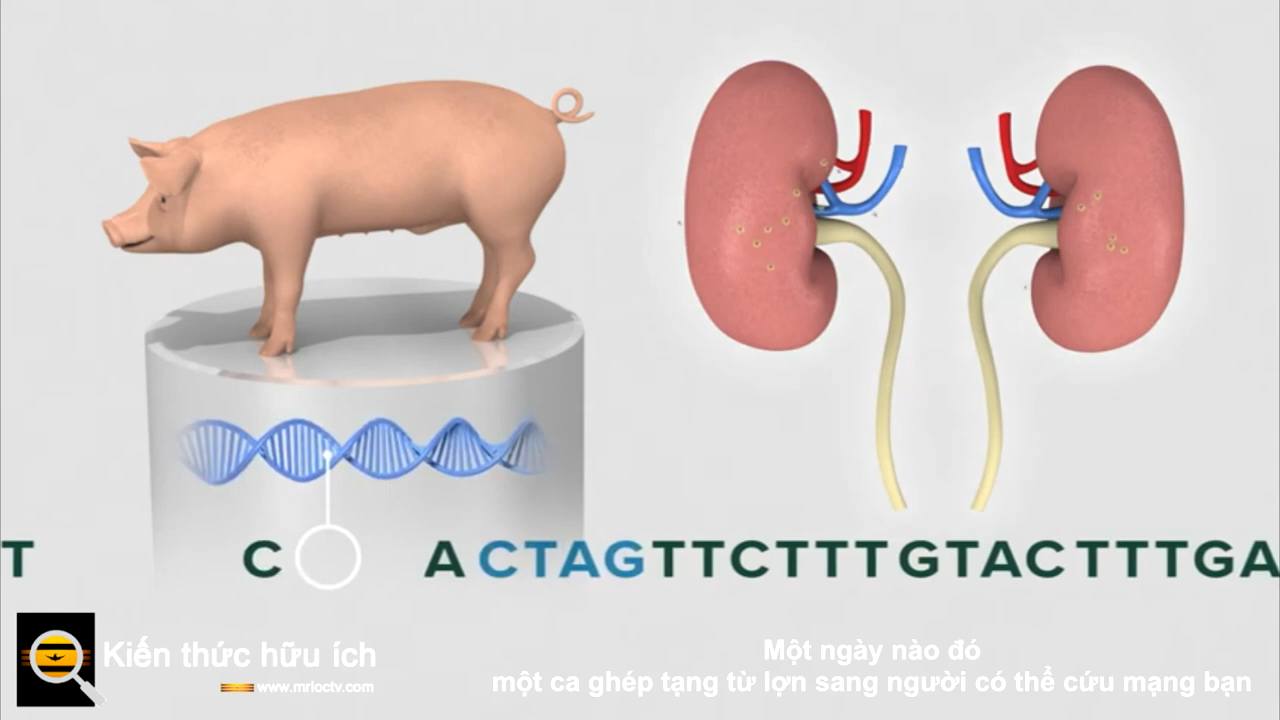 T C A CTAGTTCTTTGTACTTTGA
Kiến thức hữu ích
www.mrloctv.com
Một ngày nào đó
một ca ghép tạng từ lợn sang người có thể cứu mạng bạn